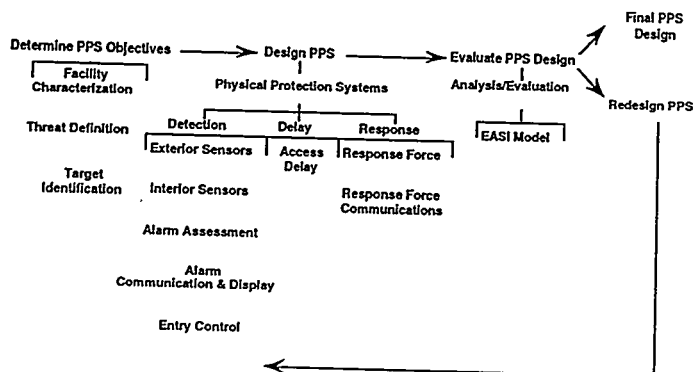 Final PPS
Design
Determine PPS Objectives
Design PPS
Evaluate PPS Design
Facility
Characterization
Physical Protection Systems
Analysis/Evaluation
Redesign PPS
Threat Definition
Detection
Delay
Response
EASI Model
Exterior Sensors
Access
Delay
Response Force
Target
Identification
Interior Sensors
Response Force
Communications
Alarm Assessment
Alarm
Communication & Display
Entry Control